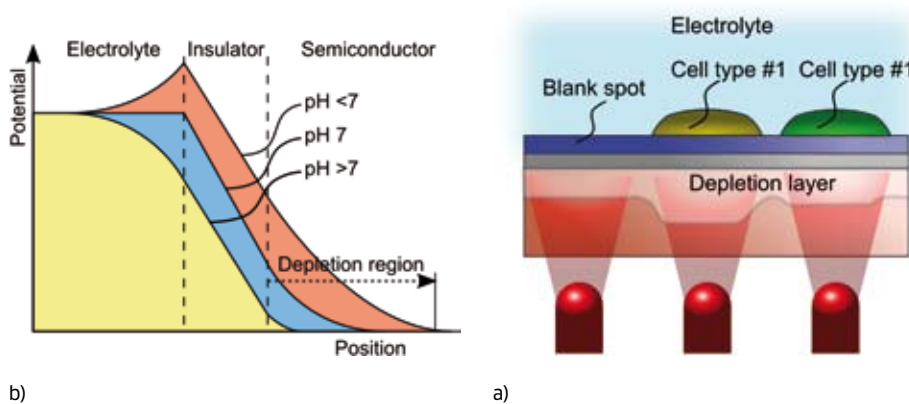 Electrolyte Insulator Semiconductor
Potential
pH <7
pH 7
pH >7
Depletion region
Position
b)
Electrolyte
Cell type #1 Cell type #1
Blank spot
Depletion layer
a)